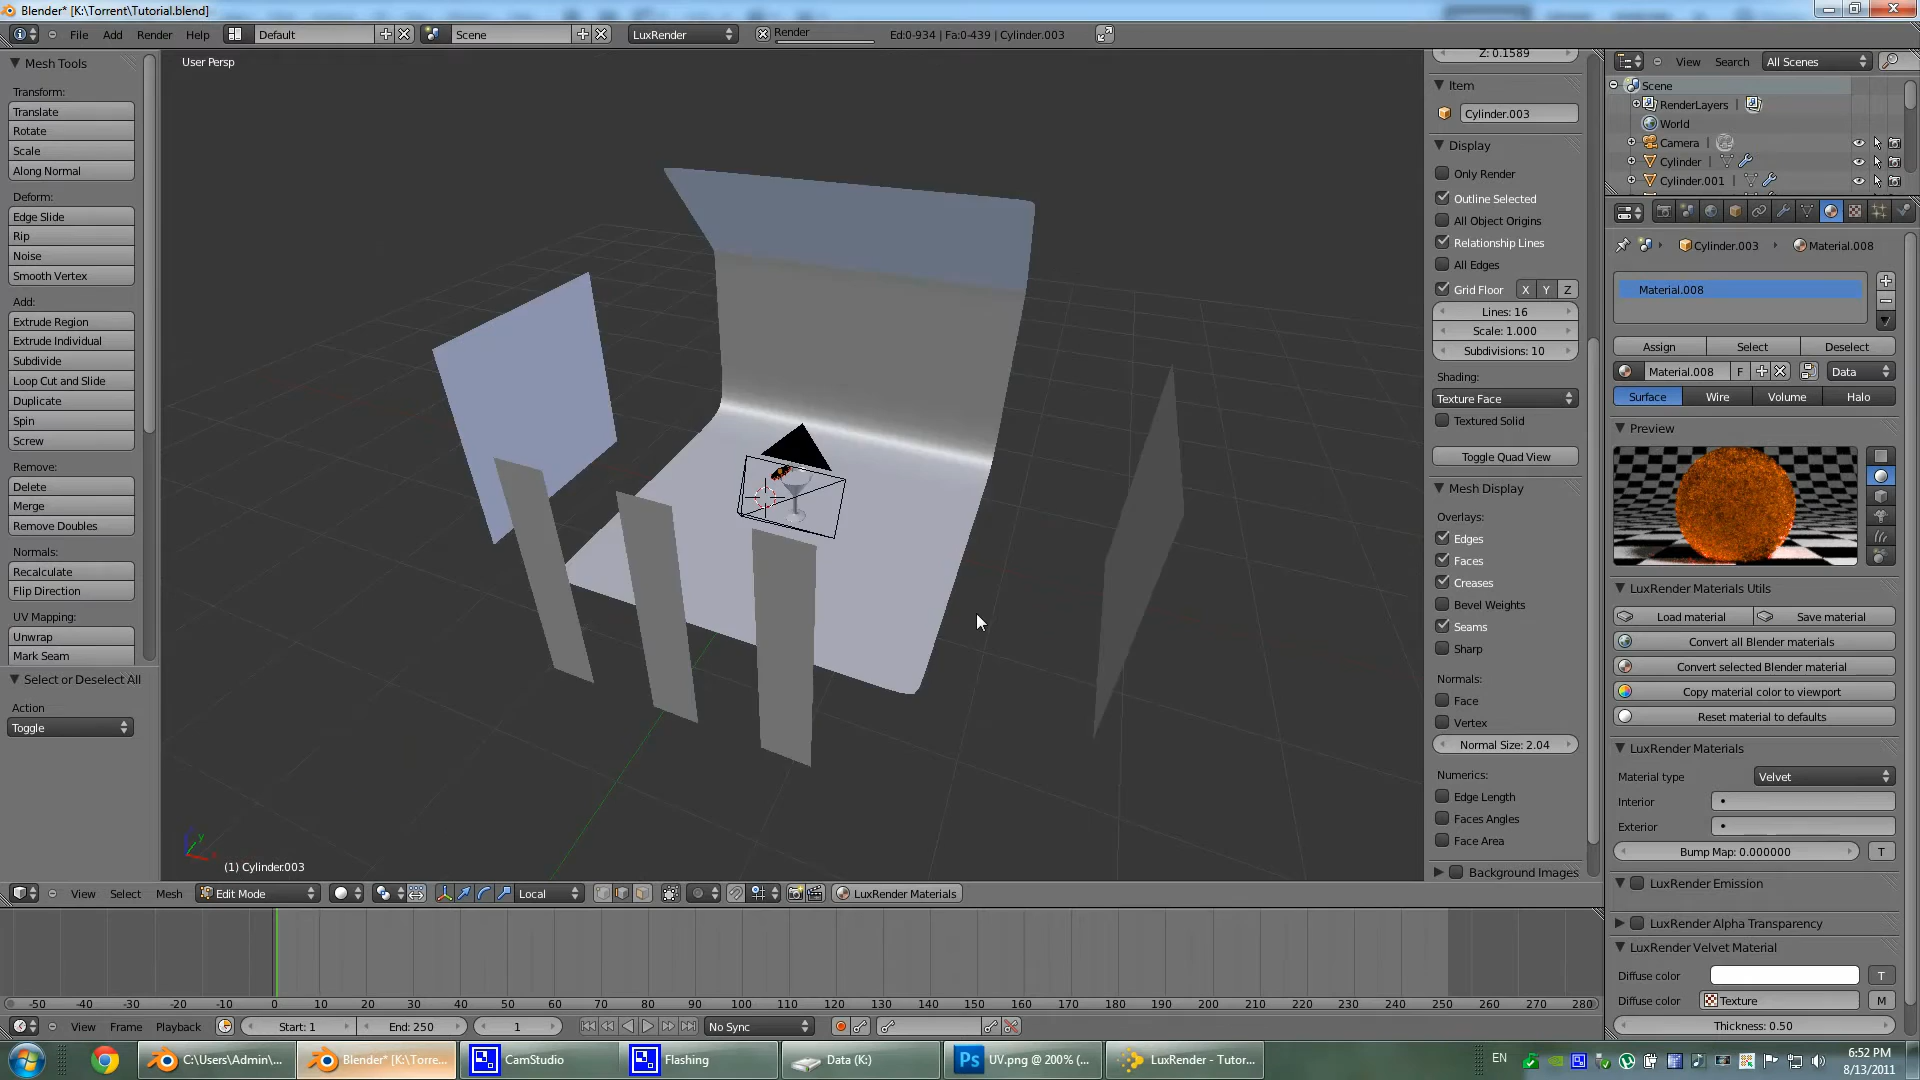 Blender* [K:\Torrent\Tutorial.blend]
File Add Render Help Default Scene LuxRender Render Ed:0-934 | Fa:0-439 | Cylinder.003
Mesh Tools
Transform:
Translate
Rotate
Scale
Along Normal
Deform:
Edge Slide
Rip
Noise
Smooth Vertex
Add:
Extrude Region
Extrude Individual
Subdivide
Loop Cut and Slide
Duplicate
Spin
Screw
Remove:
Delete
Merge
Remove Doubles
Normals:
Recalculate
Flip Direction
UV Mapping:
Unwrap
Mark Seam
Select or Deselect All
Action
Toggle
User Persp
(1) Cylinder.003
Z: 0.1589
Item
Cylinder.003
Display
Only Render
Outline Selected
All Object Origins
Relationship Lines
All Edges
Grid Floor X Y Z
Lines: 16
Scale: 1.000
Subdivisions: 10
Shading:
Texture Face
Textured Solid
Toggle Quad View
Mesh Display
Overlays:
Edges
Faces
Creases
Bevel Weights
Seams
Sharp
Normals:
Face
Vertex
Normal Size: 2.04
Numerics:
Edge Length
Faces Angles
Face Area
Background Images
View Search All Scenes
Scene
RenderLayers
World
Camera
Cylinder
Cylinder.001
Cylinder.003 Material.008
Material.008
Assign Select Deselect
Material.008 F Data
Surface Wire Volume Halo
Preview
LuxRender Materials Utils
Load material Save material
Convert all Blender materials
Convert selected Blender material
Copy material color to viewport
Reset material to defaults
LuxRender Materials
Material type Velvet
Interior
Exterior
Bump Map: 0.000000 T
LuxRender Emission
LuxRender Alpha Transparency
LuxRender Velvet Material
Diffuse color T
Diffuse color Texture M
Thickness: 0.50
View Select Mesh Edit Mode Local LuxRender Materials
-50 -40 -30 -20 -10 0 10 20 30 40 50 60 70 80 90 100 110 120 130 140 150 160 170 180 190 200 210 220 230 240 250 260 270 280
View Frame Playback Start: 1 End: 250 1 No Sync
C:\Users\Admin\... Blender* [K:\Torre... CamStudio Flashing Data (K:) Ps UV.png @ 200% (... LuxRender - Tutor... EN 6:52 PM
8/13/2011